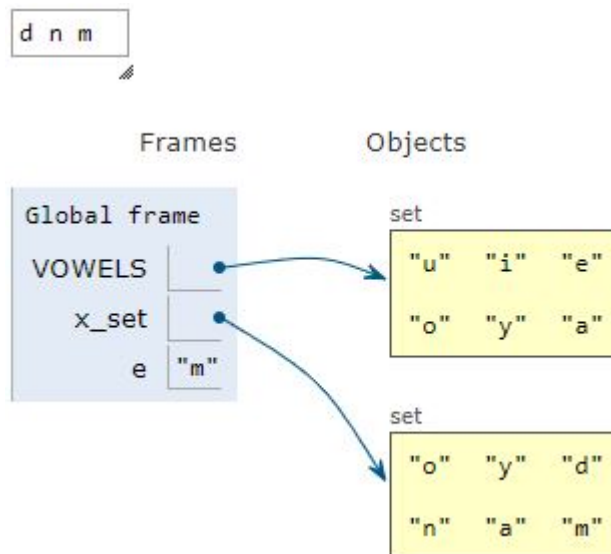 d n m
Frames Objects
Global frame
VOWELS
x_set
e "m"
set
"u" "i" "e"
"o" "y" "a"
set
"o" "y" "d"
"n" "a" "m"